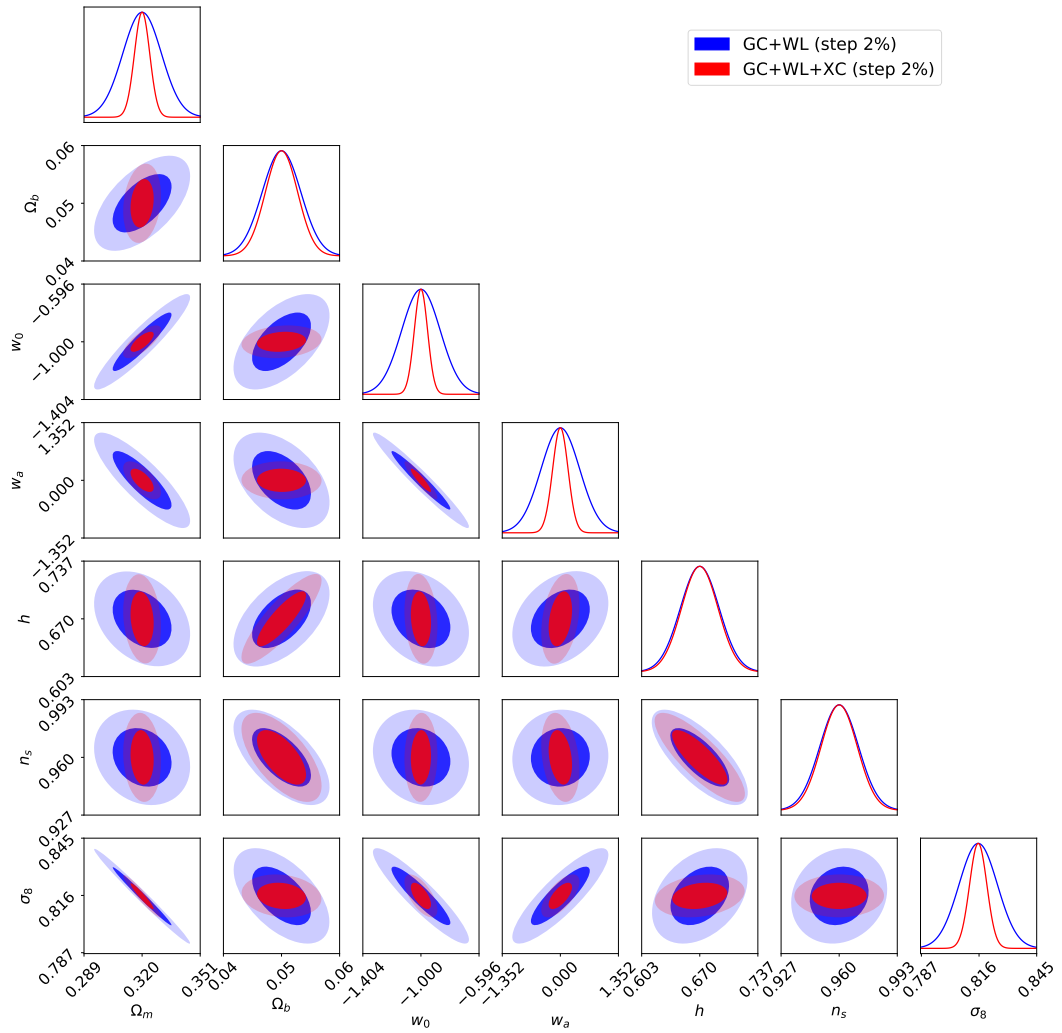 GC+WL (step 2%)
GC+WL+XC (step 2%)
0.06
0.05
0.04
Ω_b
−0.596
−1.000
−1.404
w_0
1.352
0.000
−1.352
w_a
0.737
0.670
0.603
h
0.993
0.960
0.927
n_s
0.845
0.816
0.787
σ_8
0.289 0.320 0.351 0.04 0.05 0.06 −1.404 −1.000 −0.596 −1.352 0.000 1.352 0.603 0.670 0.737 0.927 0.960 0.993 0.787 0.816 0.845
Ω_m Ω_b w_0 w_a h n_s σ_8